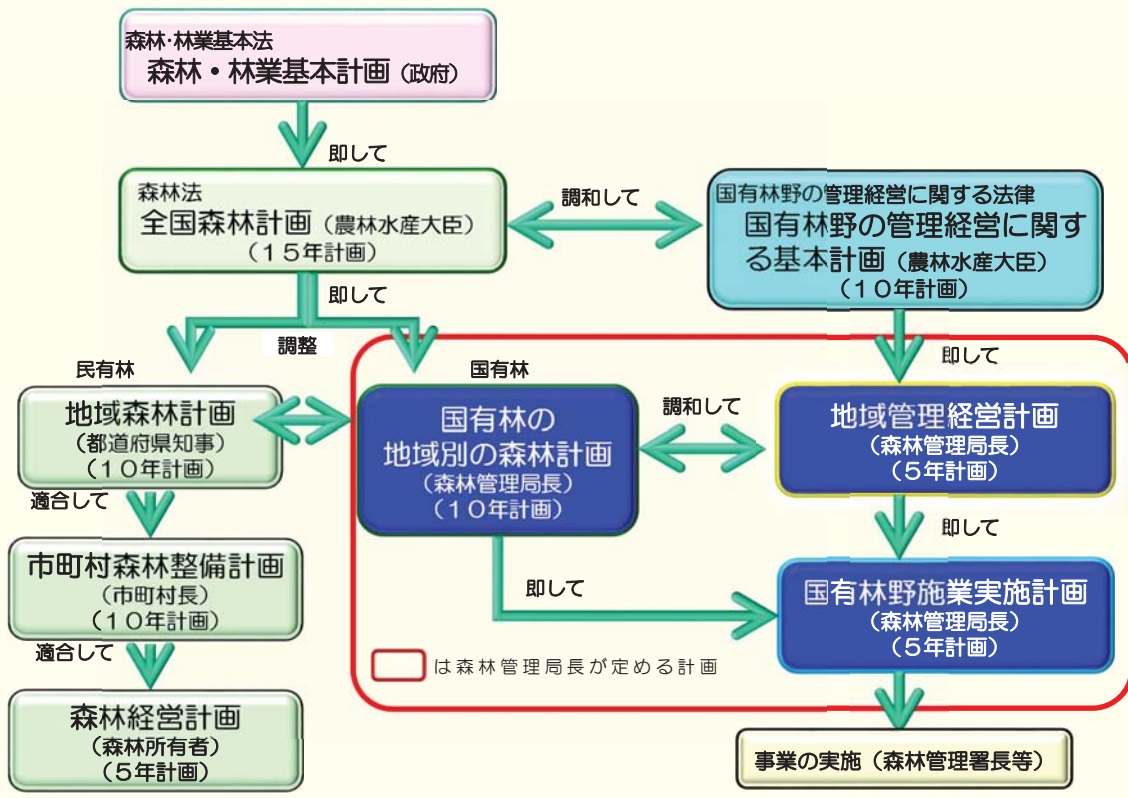 森林・林業基本法
森林・林業基本計画（政府）
即して
森林法
全国森林計画（農林水産大臣）
（１５年計画）
調和して
国有林野の管理経営に関する法律
国有林野の管理経営に関す
る基本計画（農林水産大臣）
（１０年計画）
即して
調整
即して
民有林
地域森林計画
（都道府県知事）
（１０年計画）
国有林
国有林の
地域別の森林計画
（森林管理局長）
（１０年計画）
調和して
地域管理経営計画
（森林管理局長）
（５年計画）
適合して
即して
市町村森林整備計画
（市町村長）
（１０年計画）
即して
国有林野施業実施計画
（森林管理局長）
（５年計画）
適合して
は森林管理局長が定める計画
森林経営計画
（森林所有者）
（５年計画）
事業の実施（森林管理署長等）